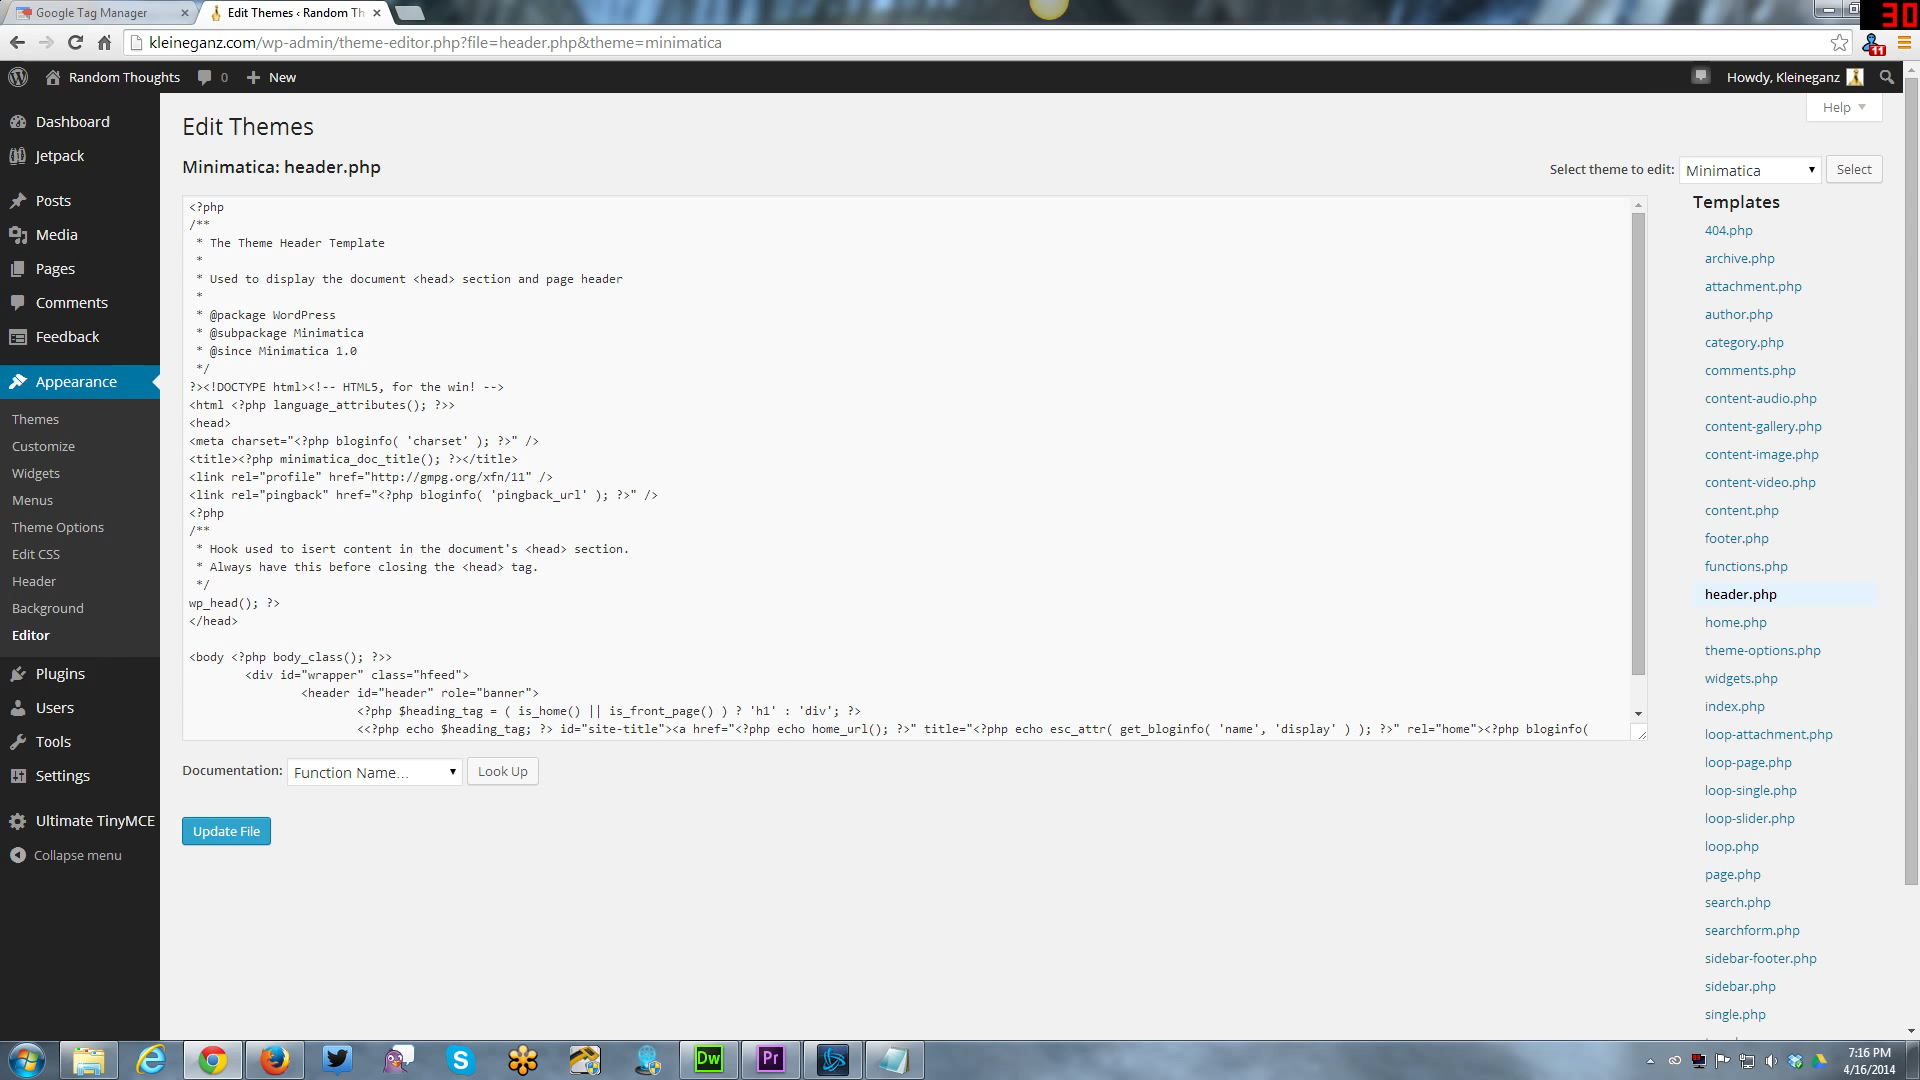 Google Tag Manager
Edit Themes ‹ Random Th
30
kleineganz.com/wp-admin/theme-editor.php?file=header.php&theme=minimatica
11
Random Thoughts
0
New
Howdy, Kleineganz
Dashboard
Jetpack
Posts
Media
Pages
Comments
Feedback
Appearance
Themes
Customize
Widgets
Menus
Theme Options
Edit CSS
Header
Background
Editor
Plugins
Users
Tools
Settings
Ultimate TinyMCE
Collapse menu
Help
Edit Themes
Minimatica: header.php
Select theme to edit: Minimatica Select
<?php
/**
 * The Theme Header Template
 *
 * Used to display the document <head> section and page header
 *
 * @package WordPress
 * @subpackage Minimatica
 * @since Minimatica 1.0
 */
?><!DOCTYPE html><!-- HTML5, for the win! -->
<html <?php language_attributes(); ?>>
<head>
<meta charset="<?php bloginfo( 'charset' ); ?>" />
<title><?php minimatica_doc_title(); ?></title>
<link rel="profile" href="http://gmpg.org/xfn/11" />
<link rel="pingback" href="<?php bloginfo( 'pingback_url' ); ?>" />
<?php
/**
 * Hook used to isert content in the document's <head> section.
 * Always have this before closing the <head> tag.
 */
wp_head(); ?>
</head>
<body <?php body_class(); ?>>
<div id="wrapper" class="hfeed">
<header id="header" role="banner">
<?php $heading_tag = ( is_home() || is_front_page() ) ? 'h1' : 'div'; ?>
<<?php echo $heading_tag; ?> id="site-title"><a href="<?php echo home_url(); ?>" title="<?php echo esc_attr( get_bloginfo( 'name', 'display' ) ); ?>" rel="home"><?php bloginfo(
Documentation: Function Name... Look Up
Update File
Templates
404.php
archive.php
attachment.php
author.php
category.php
comments.php
content-audio.php
content-gallery.php
content-image.php
content-video.php
content.php
footer.php
functions.php
header.php
home.php
theme-options.php
widgets.php
index.php
loop-attachment.php
loop-page.php
loop-single.php
loop-slider.php
loop.php
page.php
search.php
searchform.php
sidebar-footer.php
sidebar.php
single.php
Dw
Pr
7:16 PM
4/16/2014